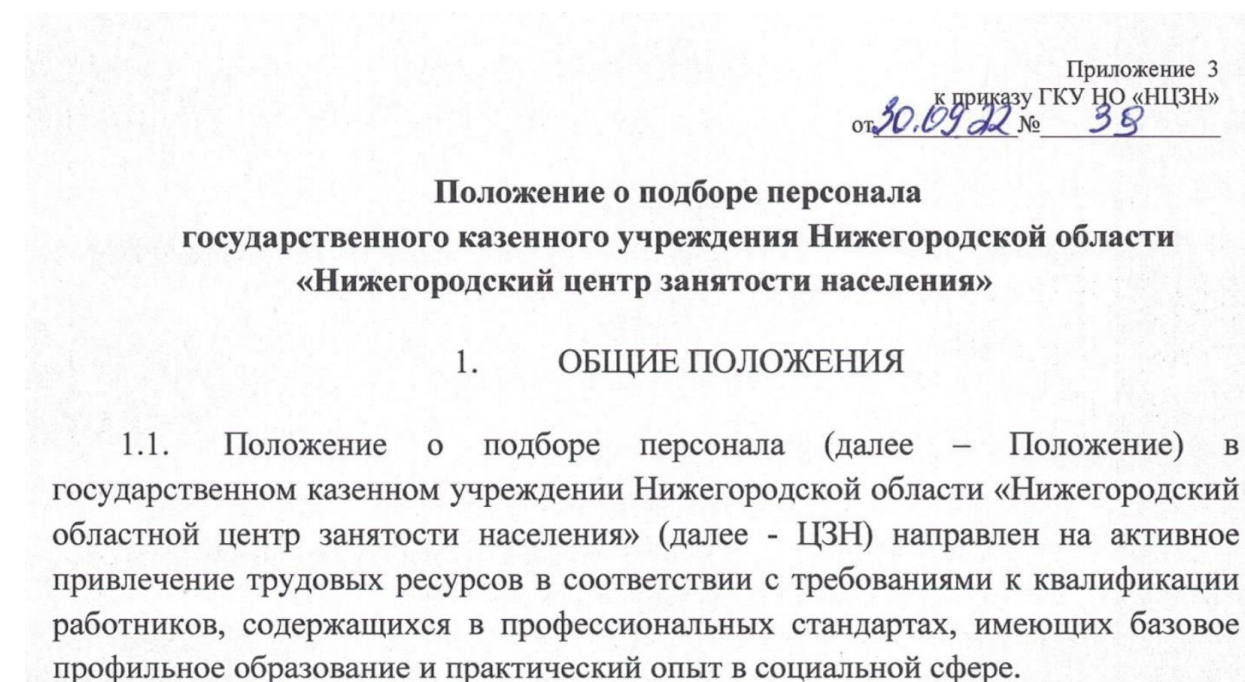 Приложение 3
к приказу ГКУ НО «НЦЗН»
от 30.09.22 № 38
Положение о подборе персонала
государственного казенного учреждения Нижегородской области
«Нижегородский центр занятости населения»
1. ОБЩИЕ ПОЛОЖЕНИЯ
1.1. Положение о подборе персонала (далее – Положение) в
государственном казенном учреждении Нижегородской области «Нижегородский
областной центр занятости населения» (далее - ЦЗН) направлен на активное
привлечение трудовых ресурсов в соответствии с требованиями к квалификации
работников, содержащихся в профессиональных стандартах, имеющих базовое
профильное образование и практический опыт в социальной сфере.